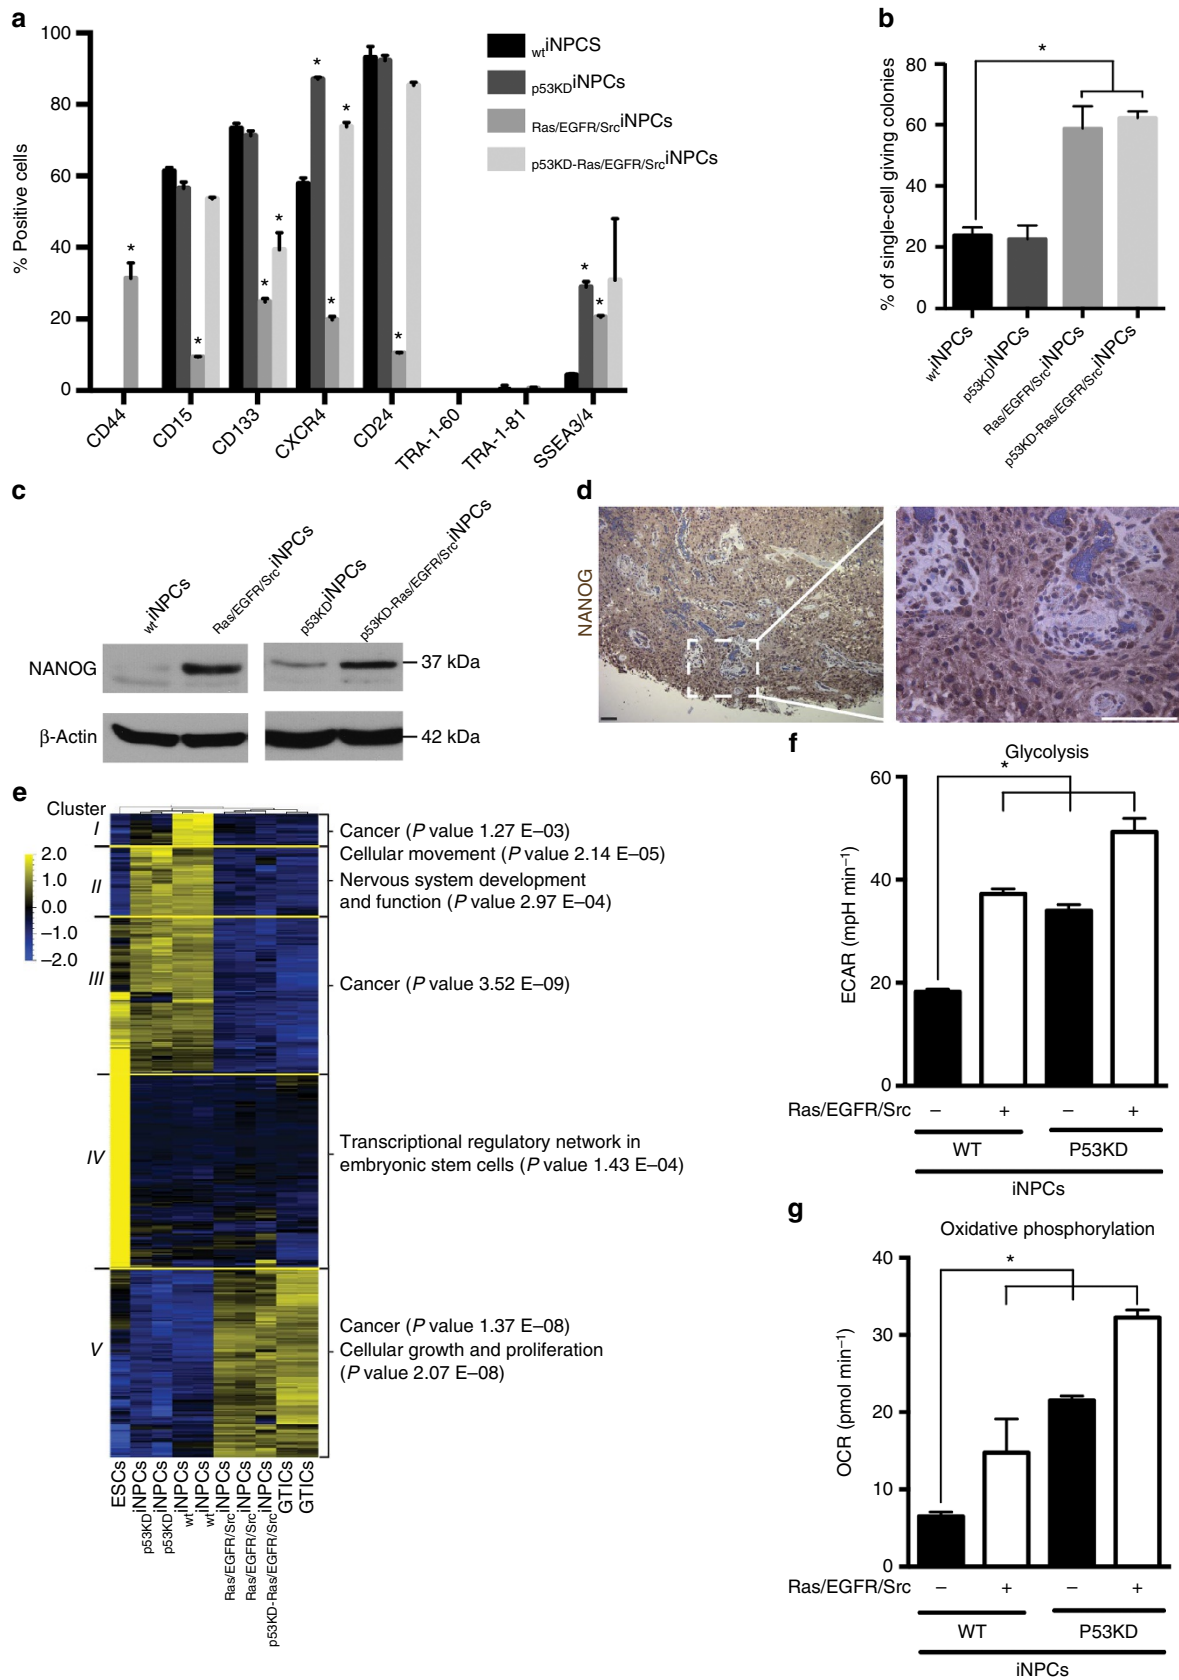 a
100
80
60
40
20
0
% Positive cells
wtiNPCS
p53KDiNPCs
Ras/EGFR/SrciNPCs
p53KD-Ras/EGFR/SrciNPCs
*
*
*
*
*
*
*
*
*
*
CD44
CD15
CD133
CXCR4
CD24
TRA-1-60
TRA-1-81
SSEA3/4
b
80
60
40
20
0
% of single-cell giving colonies
*
wtiNPCs
p53KDiNPCs
Ras/EGFR/SrciNPCs
p53KD-Ras/EGFR/SrciNPCs
c
wtiNPCs
Ras/EGFR/SrciNPCs
p53KDiNPCs
p53KD-Ras/EGFR/SrciNPCs
NANOG
37 kDa
β-Actin
42 kDa
d
NANOG
e
Cluster
I
II
III
IV
V
2.0
1.0
0.0
–1.0
–2.0
Cancer (P value 1.27 E–03)
Cellular movement (P value 2.14 E–05)
Nervous system development
and function (P value 2.97 E–04)
Cancer (P value 3.52 E–09)
Transcriptional regulatory network in
embryonic stem cells (P value 1.43 E–04)
Cancer (P value 1.37 E–08)
Cellular growth and proliferation
(P value 2.07 E–08)
ESCs
p53KDiNPCs
p53KDiNPCs
wtiNPCs
wtiNPCs
Ras/EGFR/SrciNPCs
Ras/EGFR/SrciNPCs
p53KD-Ras/EGFR/SrciNPCs
GTICs
GTICs
f
Glycolysis
*
60
40
20
0
ECAR (mpH min−1)
Ras/EGFR/Src – + – +
WT P53KD
iNPCs
g
Oxidative phosphorylation
*
40
30
20
10
0
OCR (pmol min−1)
Ras/EGFR/Src – + – +
WT P53KD
iNPCs